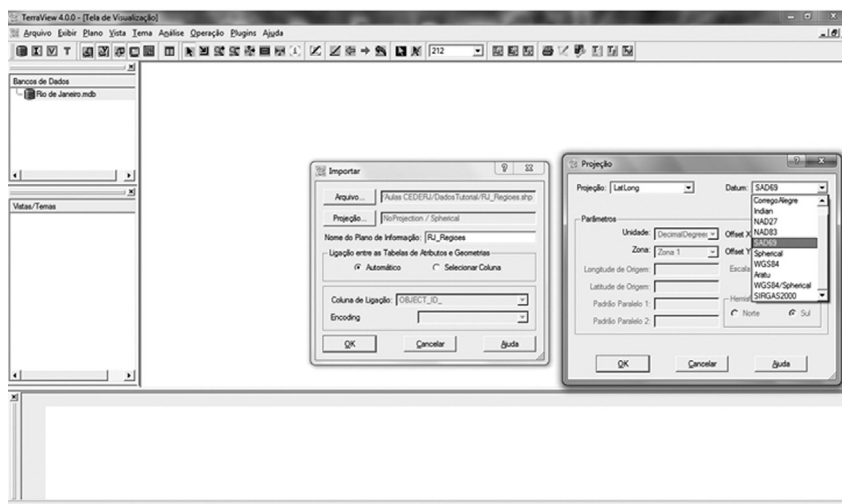 TerraView 4.0.0 - [Tela de Visualização]
Arquivo Exibir Plano Vista Tema Análise Operação Plugins Ajuda
212
Bancos de Dados
Rio de Janeiro.mdb
Vistas/Temas
Importar
Arquivo...
'Aulas CEDERJ/DadosTutorial/RJ_Regioes.shp
Projeção...
NoProjection / Spherical
Nome do Plano de Informação: RJ_Regioes
Ligação entre as Tabelas de Atributos e Geometrias
Automático
Selecionar Coluna
Coluna de Ligação: OBJECT_ID_
Encoding
OK
Cancelar
Ajuda
Projeção
Projeção: LatLong
Datum: SAD69
CorregoAlegre
Indian
NAD27
NAD83
SAD69
Spherical
WGS84
Aratu
WGS84/Spherical
SIRGAS2000
Parâmetros
Unidade: DecimalDegrees
Offset X
Zona: Zona 1
Offset Y
Longitude de Origem:
Escala
Latitude de Origem:
Padrão Paralelo 1:
Hemis
Norte
Sul
Padrão Paralelo 2:
OK
Cancelar
Ajuda